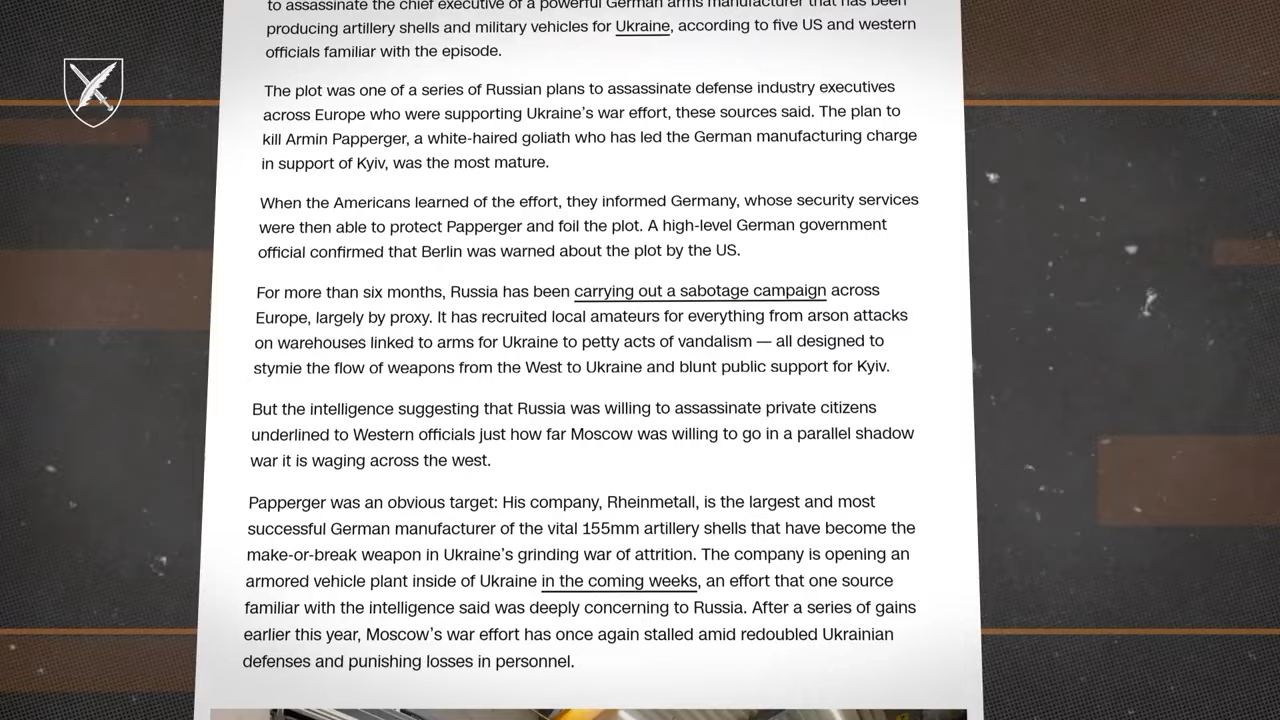 to assassinate the chief executive of a powerful German arms manufacturer that has been
producing artillery shells and military vehicles for Ukraine, according to five US and western
officials familiar with the episode.
The plot was one of a series of Russian plans to assassinate defense industry executives
across Europe who were supporting Ukraine’s war effort, these sources said. The plan to
kill Armin Papperger, a white-haired goliath who has led the German manufacturing charge
in support of Kyiv, was the most mature.
When the Americans learned of the effort, they informed Germany, whose security services
were then able to protect Papperger and foil the plot. A high-level German government
official confirmed that Berlin was warned about the plot by the US.
For more than six months, Russia has been carrying out a sabotage campaign across
Europe, largely by proxy. It has recruited local amateurs for everything from arson attacks
on warehouses linked to arms for Ukraine to petty acts of vandalism — all designed to
stymie the flow of weapons from the West to Ukraine and blunt public support for Kyiv.
But the intelligence suggesting that Russia was willing to assassinate private citizens
underlined to Western officials just how far Moscow was willing to go in a parallel shadow
war it is waging across the west.
Papperger was an obvious target: His company, Rheinmetall, is the largest and most
successful German manufacturer of the vital 155mm artillery shells that have become the
make-or-break weapon in Ukraine’s grinding war of attrition. The company is opening an
armored vehicle plant inside of Ukraine in the coming weeks, an effort that one source
familiar with the intelligence said was deeply concerning to Russia. After a series of gains
earlier this year, Moscow’s war effort has once again stalled amid redoubled Ukrainian
defenses and punishing losses in personnel.